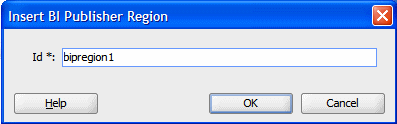 Insert BI Publisher Region
Id *: bipregion1
Help OK Cancel